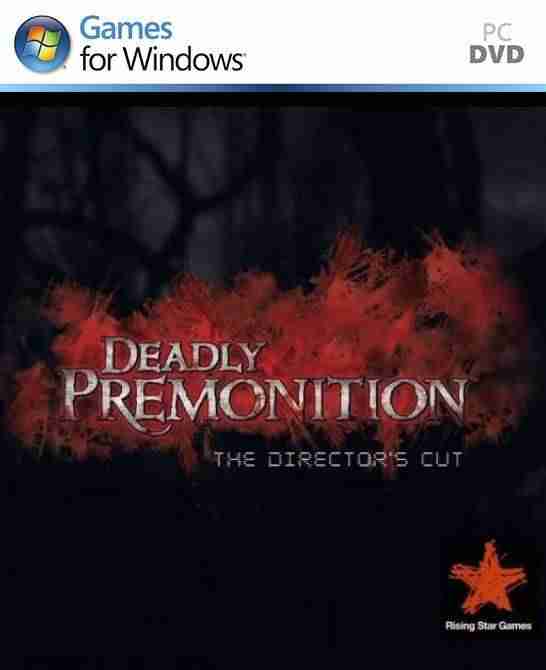 Games
for Windows
PC
DVD
DEADLY
PREMONITION
THE DIRECTOR'S CUT
Rising Star Games